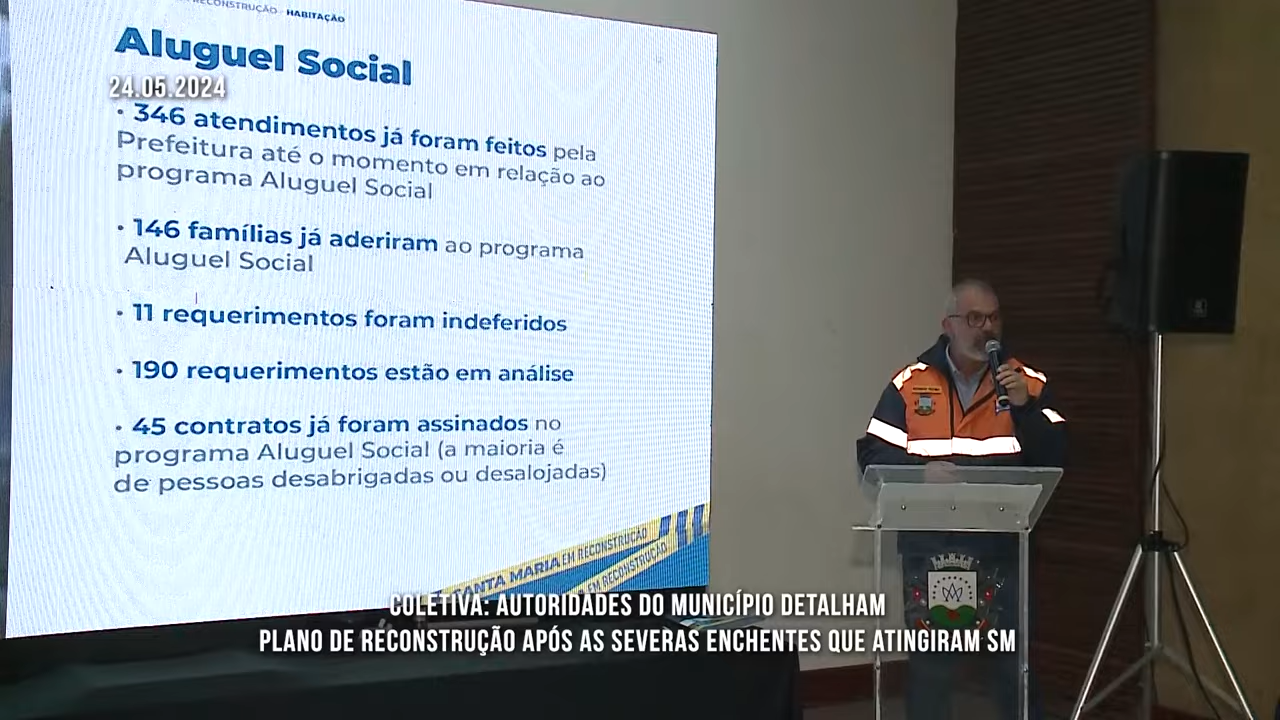 RECONSTRUÇÃO HABITAÇÃO
Aluguel Social
24.05.2024
• 346 atendimentos já foram feitos pela
Prefeitura até o momento em relação ao
programa Aluguel Social
• 146 famílias já aderiram ao programa
Aluguel Social
• 11 requerimentos foram indeferidos
• 190 requerimentos estão em análise
• 45 contratos já foram assinados no
programa Aluguel Social (a maioria é
de pessoas desabrigadas ou desalojadas)
SANTA MARIA EM RECONSTRUÇÃO
EM RECONSTRUÇÃO
COLETIVA: AUTORIDADES DO MUNICÍPIO DETALHAM
PLANO DE RECONSTRUÇÃO APÓS AS SEVERAS ENCHENTES QUE ATINGIRAM SM